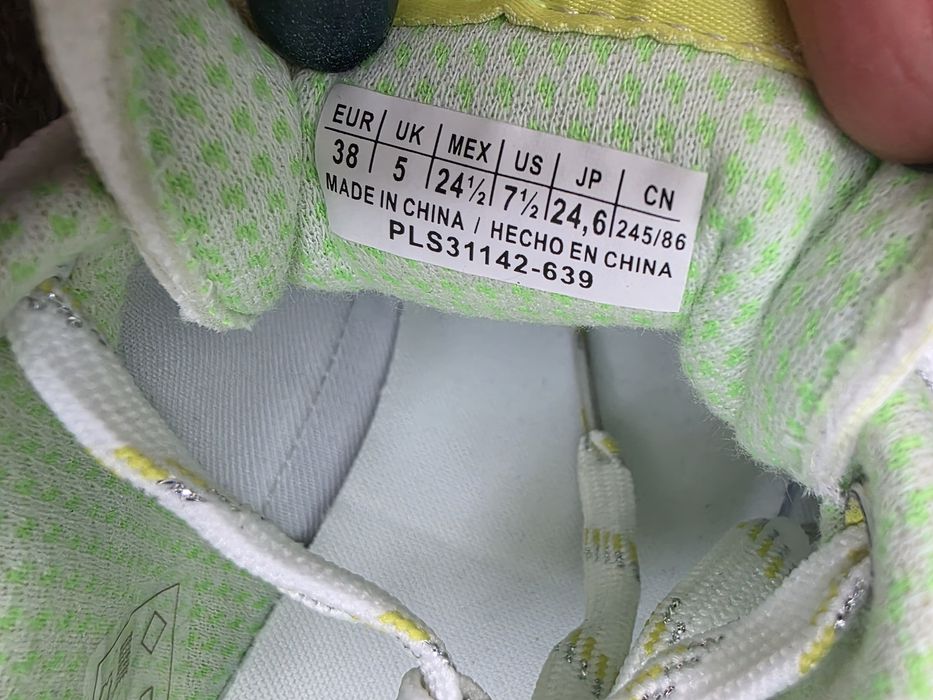 EUR UK MEX US JP CN
38 5 24½ 7½ 24,6 245/86
MADE IN CHINA / HECHO EN CHINA
PLS31142-639